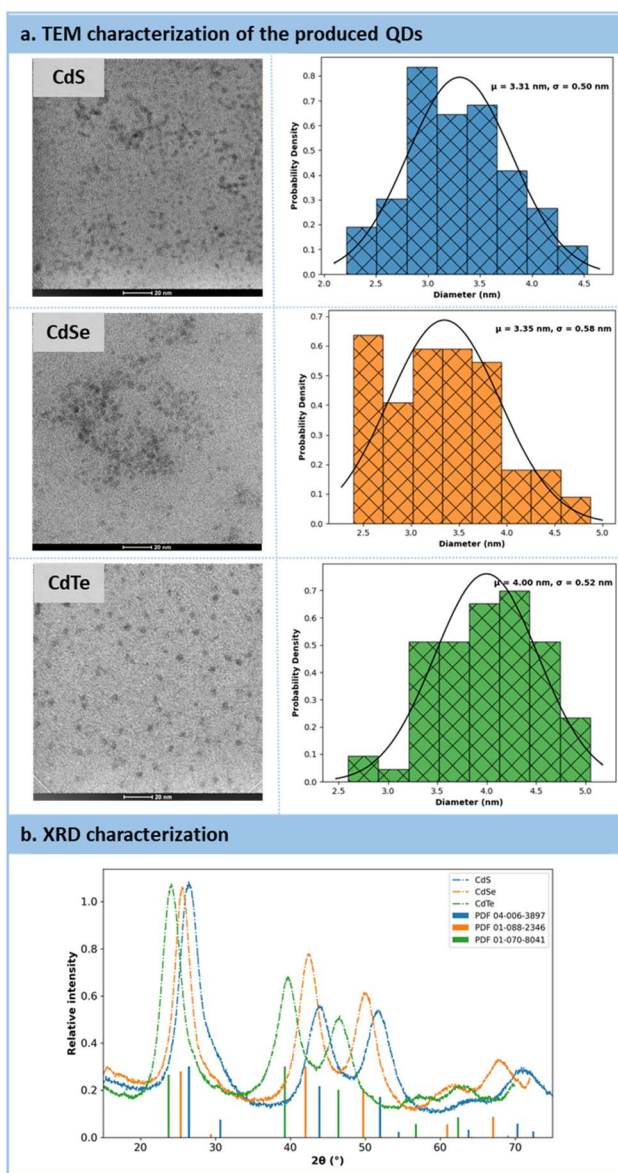 a. TEM characterization of the produced QDs
CdS
20 nm
Probability Density
0.8
0.7
0.6
0.5
0.4
0.3
0.2
0.1
0.0
μ = 3.31 nm, σ = 0.50 nm
2.0 2.5 3.0 3.5 4.0 4.5
Diameter (nm)
CdSe
20 nm
Probability Density
0.7
0.6
0.5
0.4
0.3
0.2
0.1
0.0
μ = 3.35 nm, σ = 0.58 nm
2.5 3.0 3.5 4.0 4.5 5.0
Diameter (nm)
CdTe
20 nm
Probability Density
0.7
0.6
0.5
0.4
0.3
0.2
0.1
0.0
μ = 4.00 nm, σ = 0.52 nm
2.5 3.0 3.5 4.0 4.5 5.0
Diameter (nm)
b. XRD characterization
Relative intensity
1.0
0.8
0.6
0.4
0.2
0.0
CdS
CdSe
CdTe
PDF 04-006-3897
PDF 01-088-2346
PDF 01-070-8041
20 30 40 50 60 70
2θ (°)